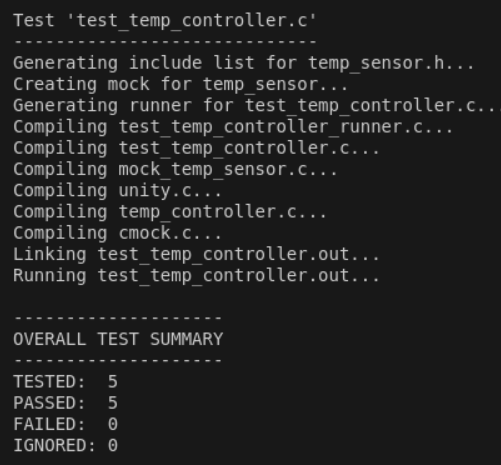 Test 'test_temp_controller.c'
-----------------------------
Generating include list for temp_sensor.h...
Creating mock for temp_sensor...
Generating runner for test_temp_controller.c...
Compiling test_temp_controller_runner.c...
Compiling test_temp_controller.c...
Compiling mock_temp_sensor.c...
Compiling unity.c...
Compiling temp_controller.c...
Compiling cmock.c...
Linking test_temp_controller.out...
Running test_temp_controller.out...
--------------------
OVERALL TEST SUMMARY
--------------------
TESTED:  5
PASSED:  5
FAILED:  0
IGNORED: 0